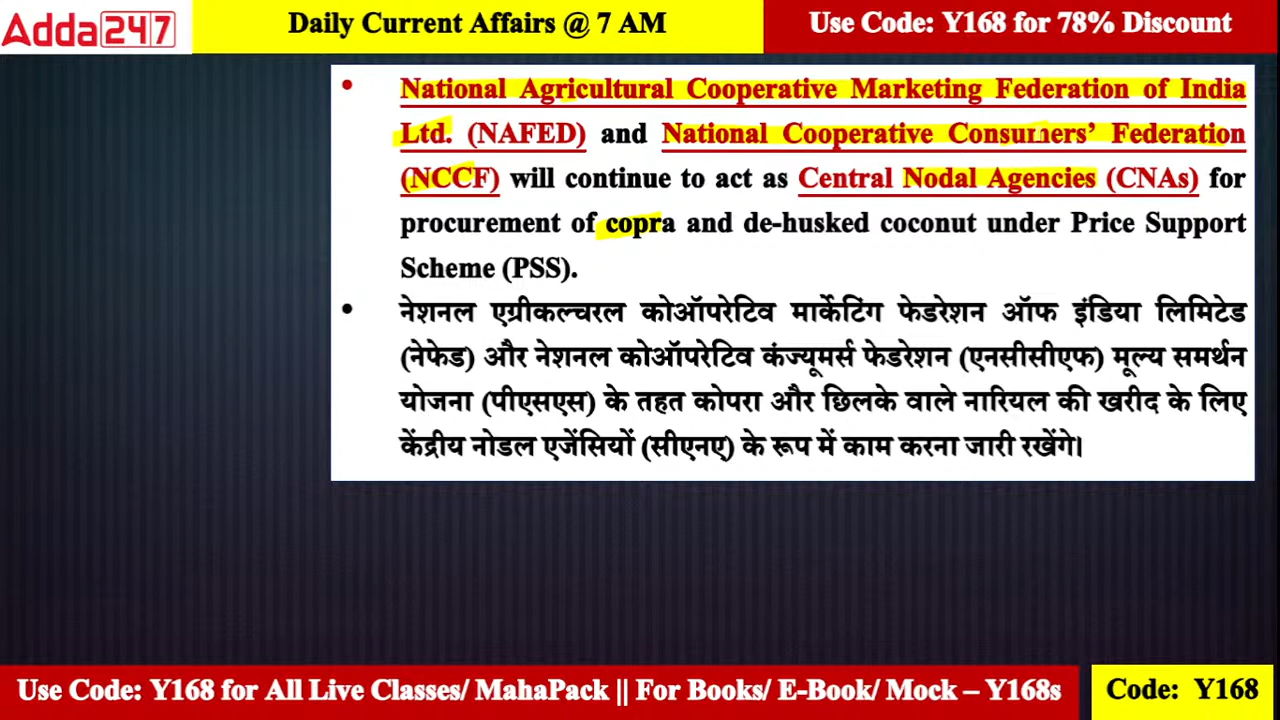 Adda247
Daily Current Affairs @ 7 AM
Use Code: Y168 for 78% Discount
• National Agricultural Cooperative Marketing Federation of India
Ltd. (NAFED) and National Cooperative Consumers’ Federation
(NCCF) will continue to act as Central Nodal Agencies (CNAs) for
procurement of copra and de-husked coconut under Price Support
Scheme (PSS).
• नेशनल एग्रीकल्चरल कोऑपरेटिव मार्केटिंग फेडरेशन ऑफ इंडिया लिमिटेड
(नेफेड) और नेशनल कोऑपरेटिव कंज्यूमर्स फेडरेशन (एनसीसीएफ) मूल्य समर्थन
योजना (पीएसएस) के तहत कोपरा और छिलके वाले नारियल की खरीद के लिए
केंद्रीय नोडल एजेंसियों (सीएनए) के रूप में काम करना जारी रखेंगे।
Use Code: Y168 for All Live Classes/ MahaPack || For Books/ E-Book/ Mock – Y168s
Code: Y168